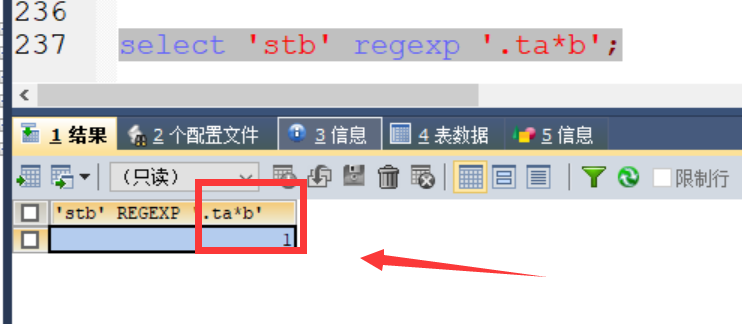 236
237 select 'stb' regexp '.ta*b';
1 结果 2 个配置文件 3 信息 4 表数据 5 信息
(只读) 限制行
'stb' REGEXP '.ta*b'
1